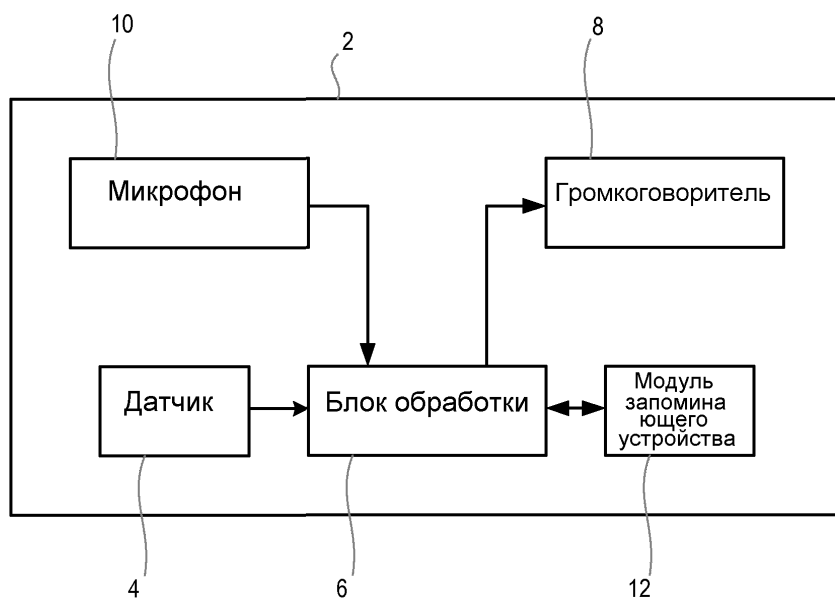 10
2
8
Микрофон
Громкоговоритель
Датчик
Блок обработки
Модуль
запомина
ющего
устройства
4
6
12